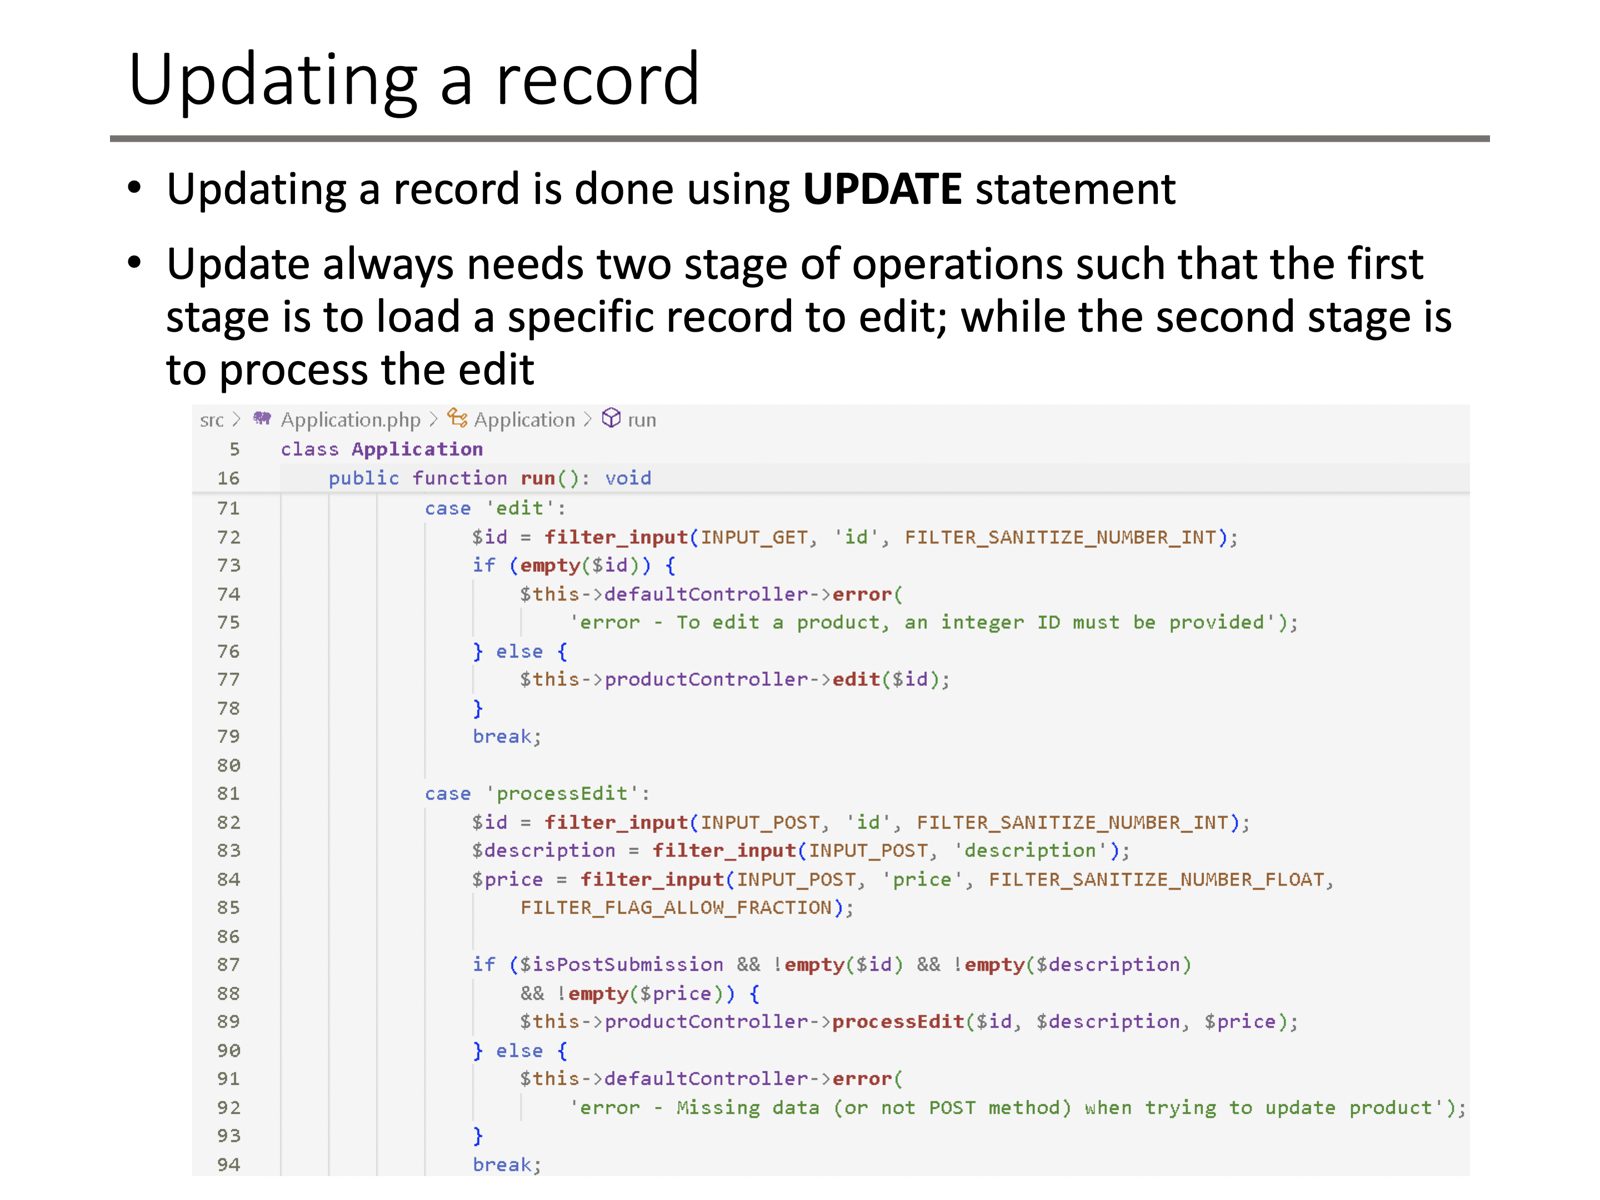 Updating a record
• Updating a record is done using UPDATE statement
• Update always needs two stage of operations such that the first
stage is to load a specific record to edit; while the second stage is
to process the edit
src > Application.php > Application > run
5 class Application
16 public function run(): void
71 case 'edit':
72 $id = filter_input(INPUT_GET, 'id', FILTER_SANITIZE_NUMBER_INT);
73 if (empty($id)) {
74 $this->defaultController->error(
75 'error - To edit a product, an integer ID must be provided');
76 } else {
77 $this->productController->edit($id);
78 }
79 break;
80
81 case 'processEdit':
82 $id = filter_input(INPUT_POST, 'id', FILTER_SANITIZE_NUMBER_INT);
83 $description = filter_input(INPUT_POST, 'description');
84 $price = filter_input(INPUT_POST, 'price', FILTER_SANITIZE_NUMBER_FLOAT,
85 FILTER_FLAG_ALLOW_FRACTION);
86
87 if ($isPostSubmission && !empty($id) && !empty($description)
88 && !empty($price)) {
89 $this->productController->processEdit($id, $description, $price);
90 } else {
91 $this->defaultController->error(
92 'error - Missing data (or not POST method) when trying to update product');
93 }
94 break;